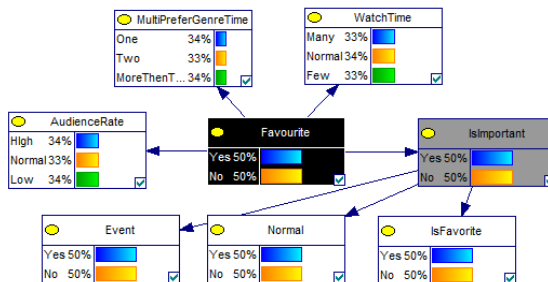 MultiPreferGenreTime
One 34%
Two 33%
MoreThenT... 34%
WatchTime
Many 33%
Normal 34%
Few 33%
AudienceRate
High 34%
Normal 33%
Low 34%
Favourite
Yes 50%
No 50%
IsImportant
Yes 50%
No 50%
Event
Yes 50%
No 50%
Normal
Yes 50%
No 50%
IsFavorite
Yes 50%
No 50%